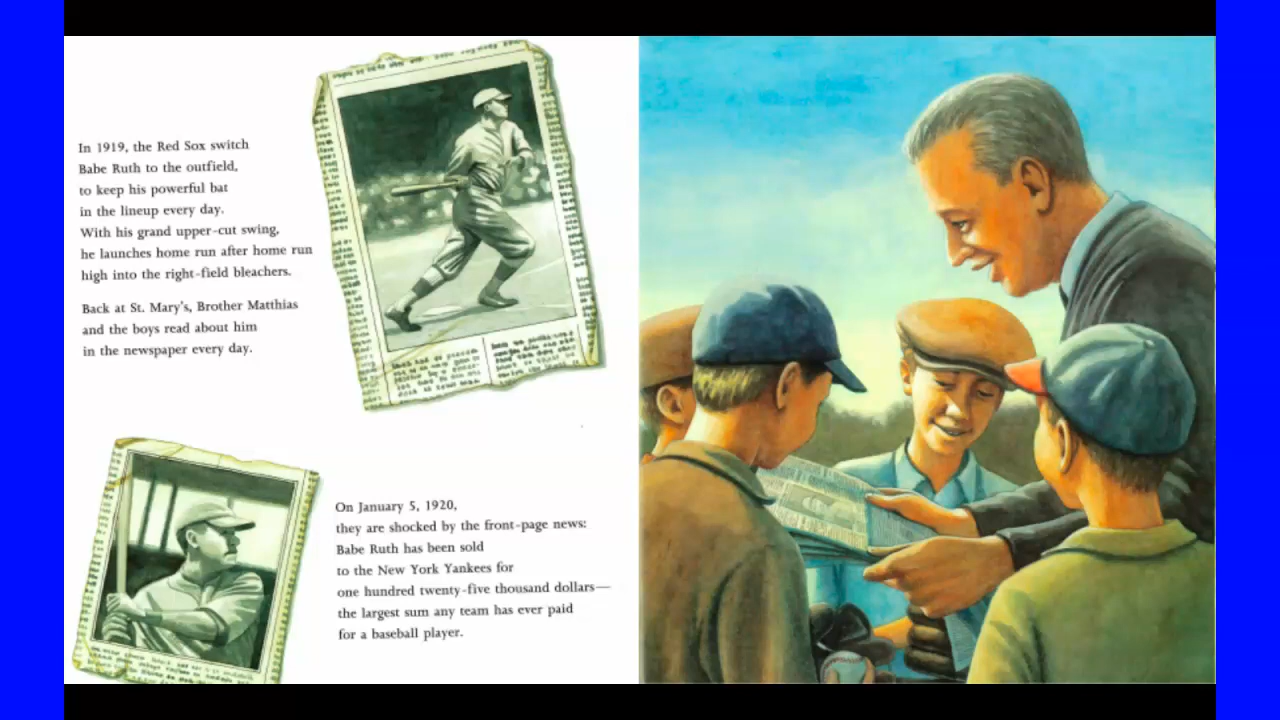 In 1919, the Red Sox switch
Babe Ruth to the outfield,
to keep his powerful bat
in the lineup every day.
With his grand upper-cut swing,
he launches home run after home run
high into the right-field bleachers.
Back at St. Mary's, Brother Matthias
and the boys read about him
in the newspaper every day.
On January 5, 1920,
they are shocked by the front-page news:
Babe Ruth has been sold
to the New York Yankees for
one hundred twenty-five thousand dollars—
the largest sum any team has ever paid
for a baseball player.